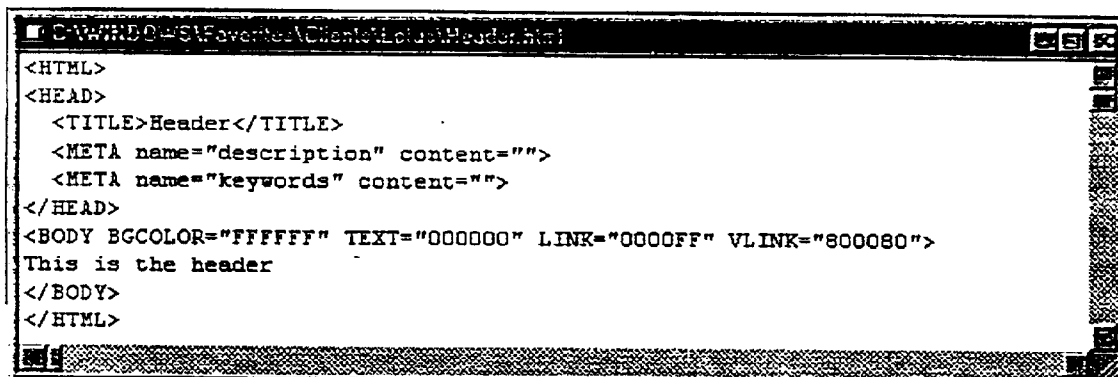 <HTML>
<HEAD>
<TITLE>Header</TITLE>
<META name="description" content="">
<META name="keywords" content="">
</HEAD>
<BODY BGCOLOR="FFFFFF" TEXT="000000" LINK="0000FF" VLINK="800080">
This is the header
</BODY>
</HTML>